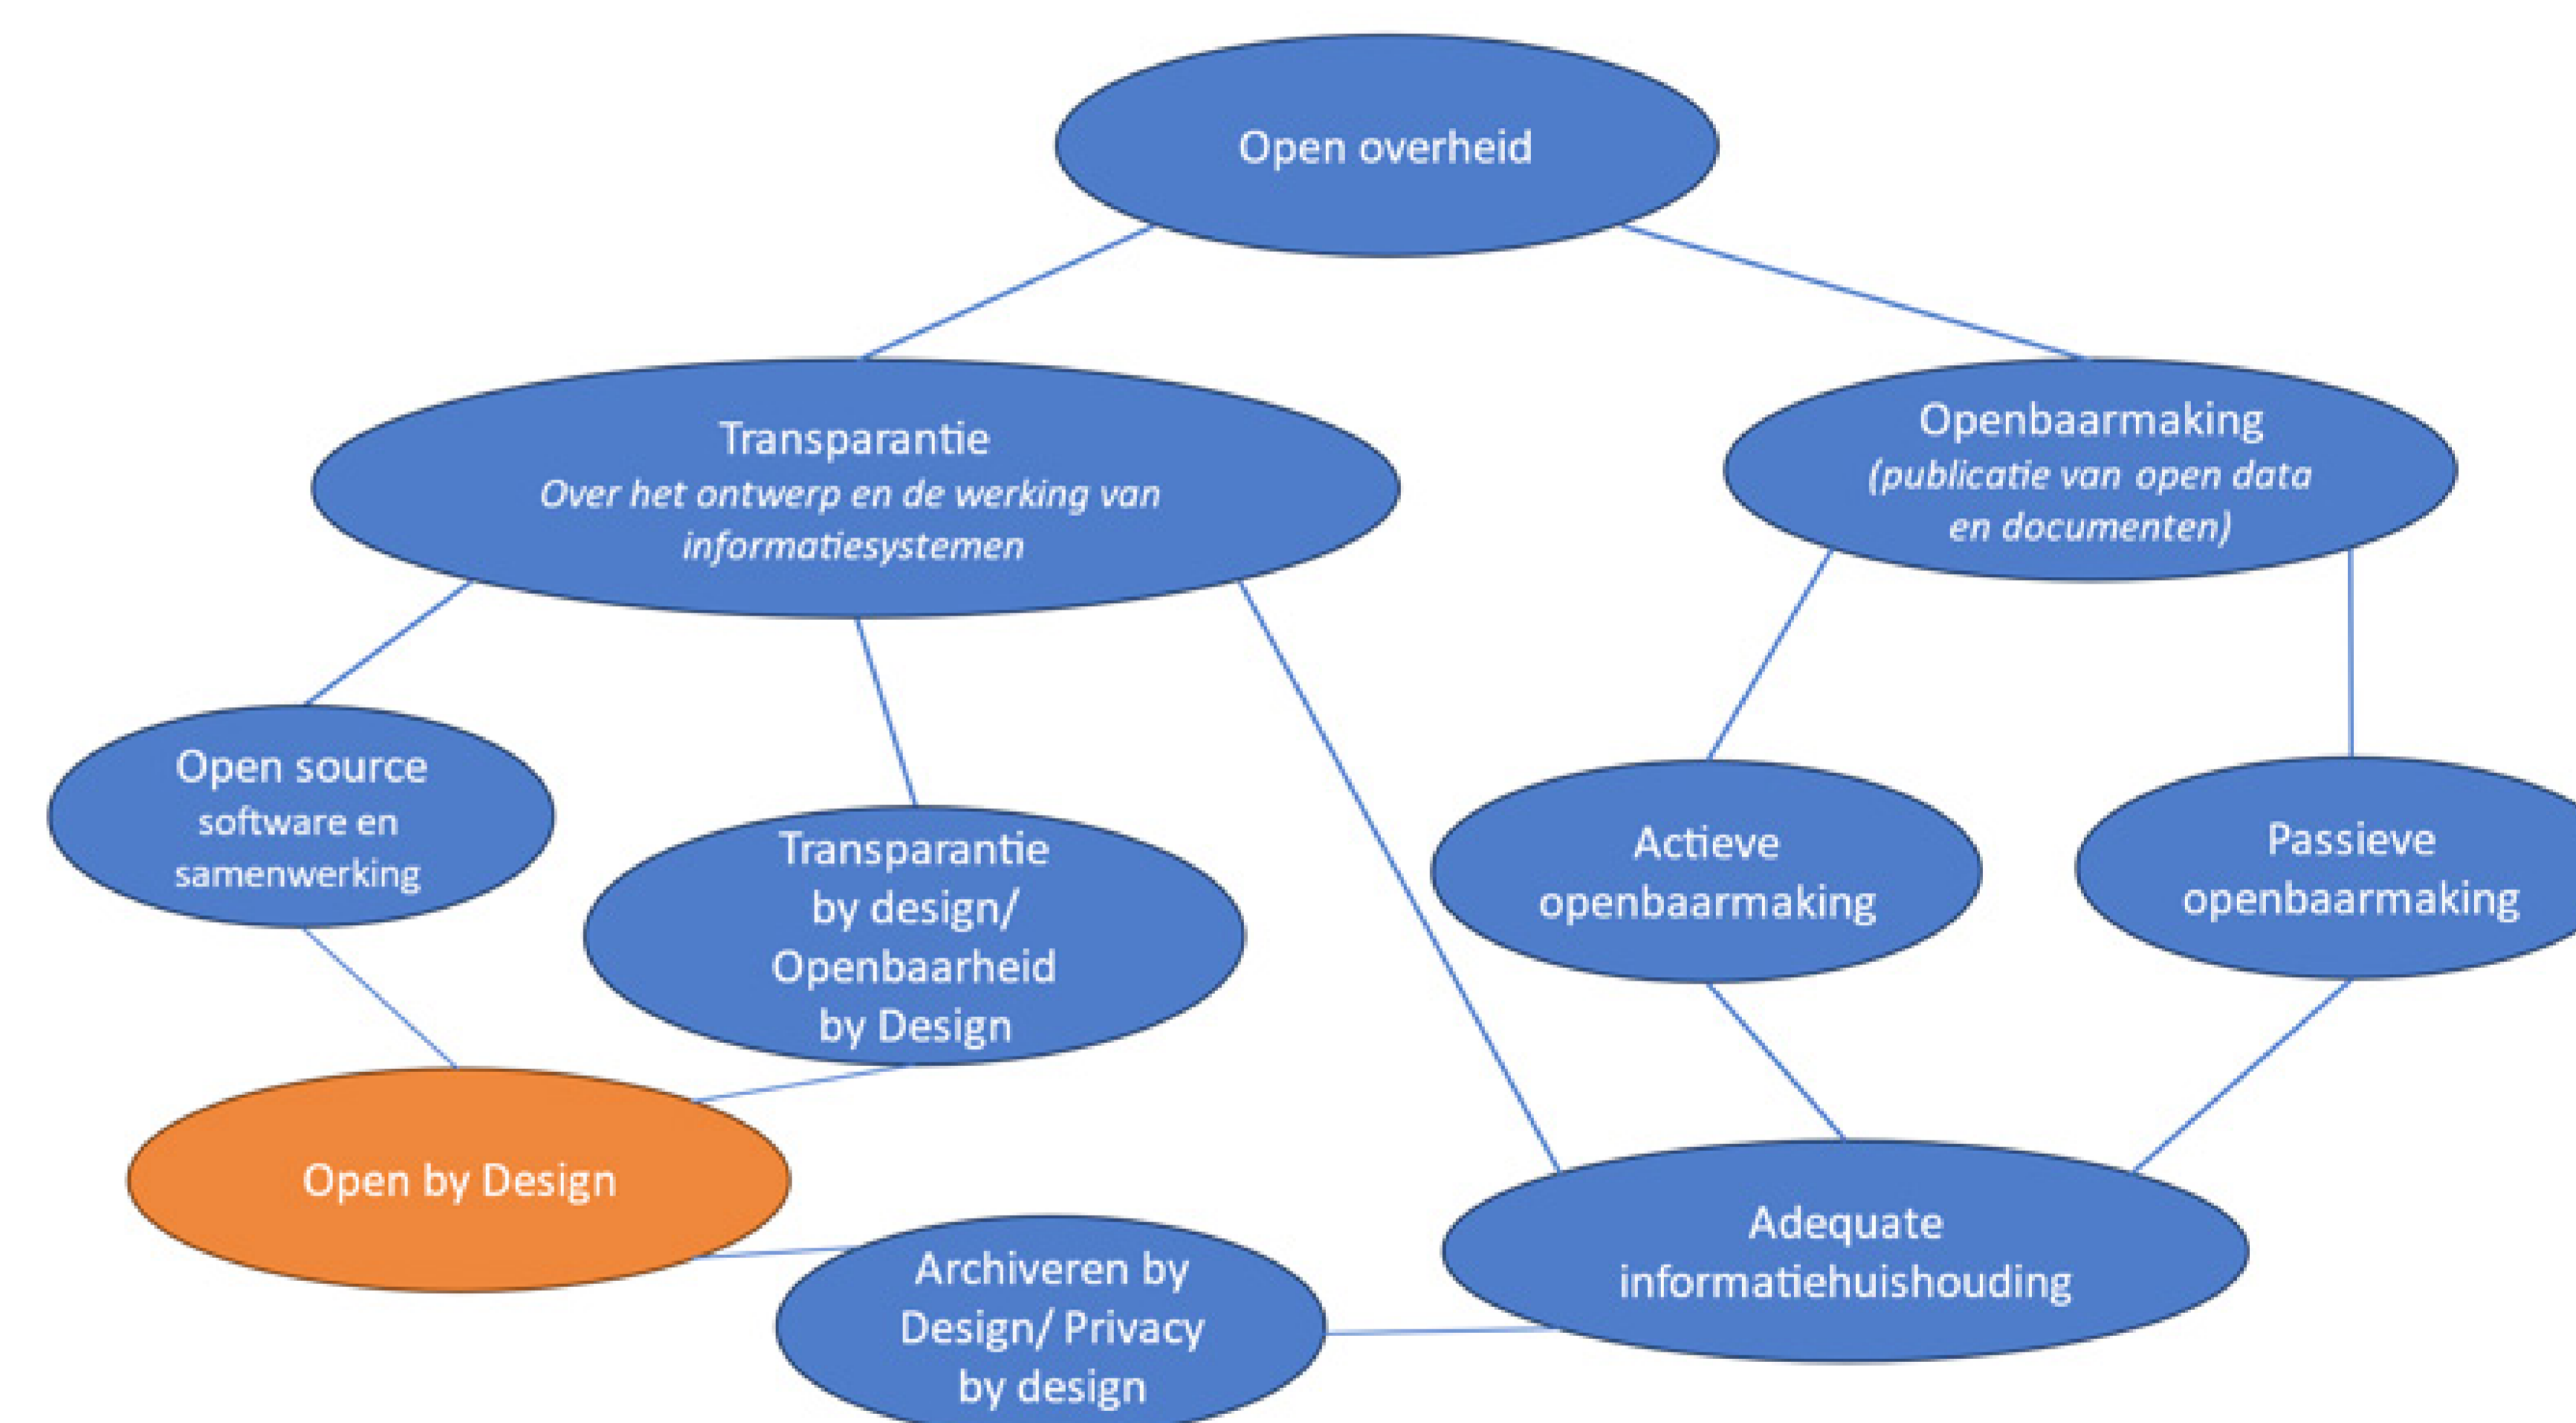 Open overheid
Transparantie
Over het ontwerp en de werking van
informatiesystemen
Openbaarmaking
(publicatie van open data
en documenten)
Open source
software en
samenwerking
Transparantie
by design/
Openbaarheid
by Design
Actieve
openbaarmaking
Passieve
openbaarmaking
Open by Design
Archiveren by
Design/ Privacy
by design
Adequate
informatiehuishouding